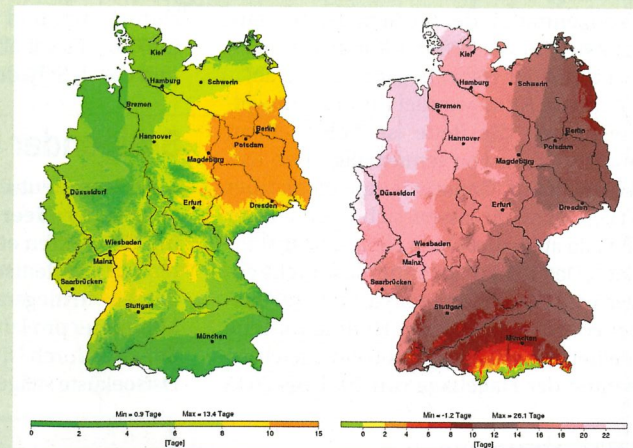 Kiel
Hamburg
Schwerin
Bremen
Hannover
Berlin
Potsdam
Magdeburg
Düsseldorf
Erfurt
Dresden
Wiesbaden
Mainz
Saarbrücken
Stuttgart
München
Min = 0.9 Tage Max = 13.4 Tage
0 2 4 6 8 10 12 15
[Tage]
Kiel
Hamburg
Schwerin
Bremen
Hannover
Berlin
Potsdam
Magdeburg
Düsseldorf
Erfurt
Dresden
Wiesbaden
Mainz
Saarbrücken
Stuttgart
München
Min = -1.2 Tage Max = 26.1 Tage
0 2 4 6 8 10 12 14 16 18 20 22
[Tage]